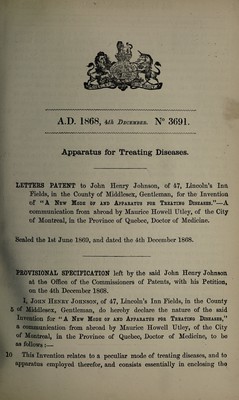 A.D. 1868, 4th December. Nº 3691.
Apparatus for Treating Diseases.
LETTERS PATENT to John Henry Johnson, of 47, Lincoln's Inn
Fields, in the County of Middlesex, Gentleman, for the Invention
of "A New Mode of and Apparatus for Treating Diseases."—A
communication from abroad by Maurice Howell Utley, of the City
of Montreal, in the Province of Quebec, Doctor of Medicine.
Sealed the 1st June 1869, and dated the 4th December 1868.
PROVISIONAL SPECIFICATION left by the said John Henry Johnson
at the Office of the Commissioners of Patents, with his Petition,
on the 4th December 1868.
I, John Henry Johnson, of 47, Lincoln's Inn Fields, in the County
5 of Middlesex, Gentleman, do hereby declare the nature of the said
Invention for "A New Mode of and Apparatus for Treating Diseases,"
a communication from abroad by Maurice Howell Utley, of the City
of Montreal, in the Province of Quebec, Doctor of Medicine, to be
as follows:—
10 This Invention relates to a peculiar mode of treating diseases, and to
apparatus employed therefor, and consists essentially in enclosing the